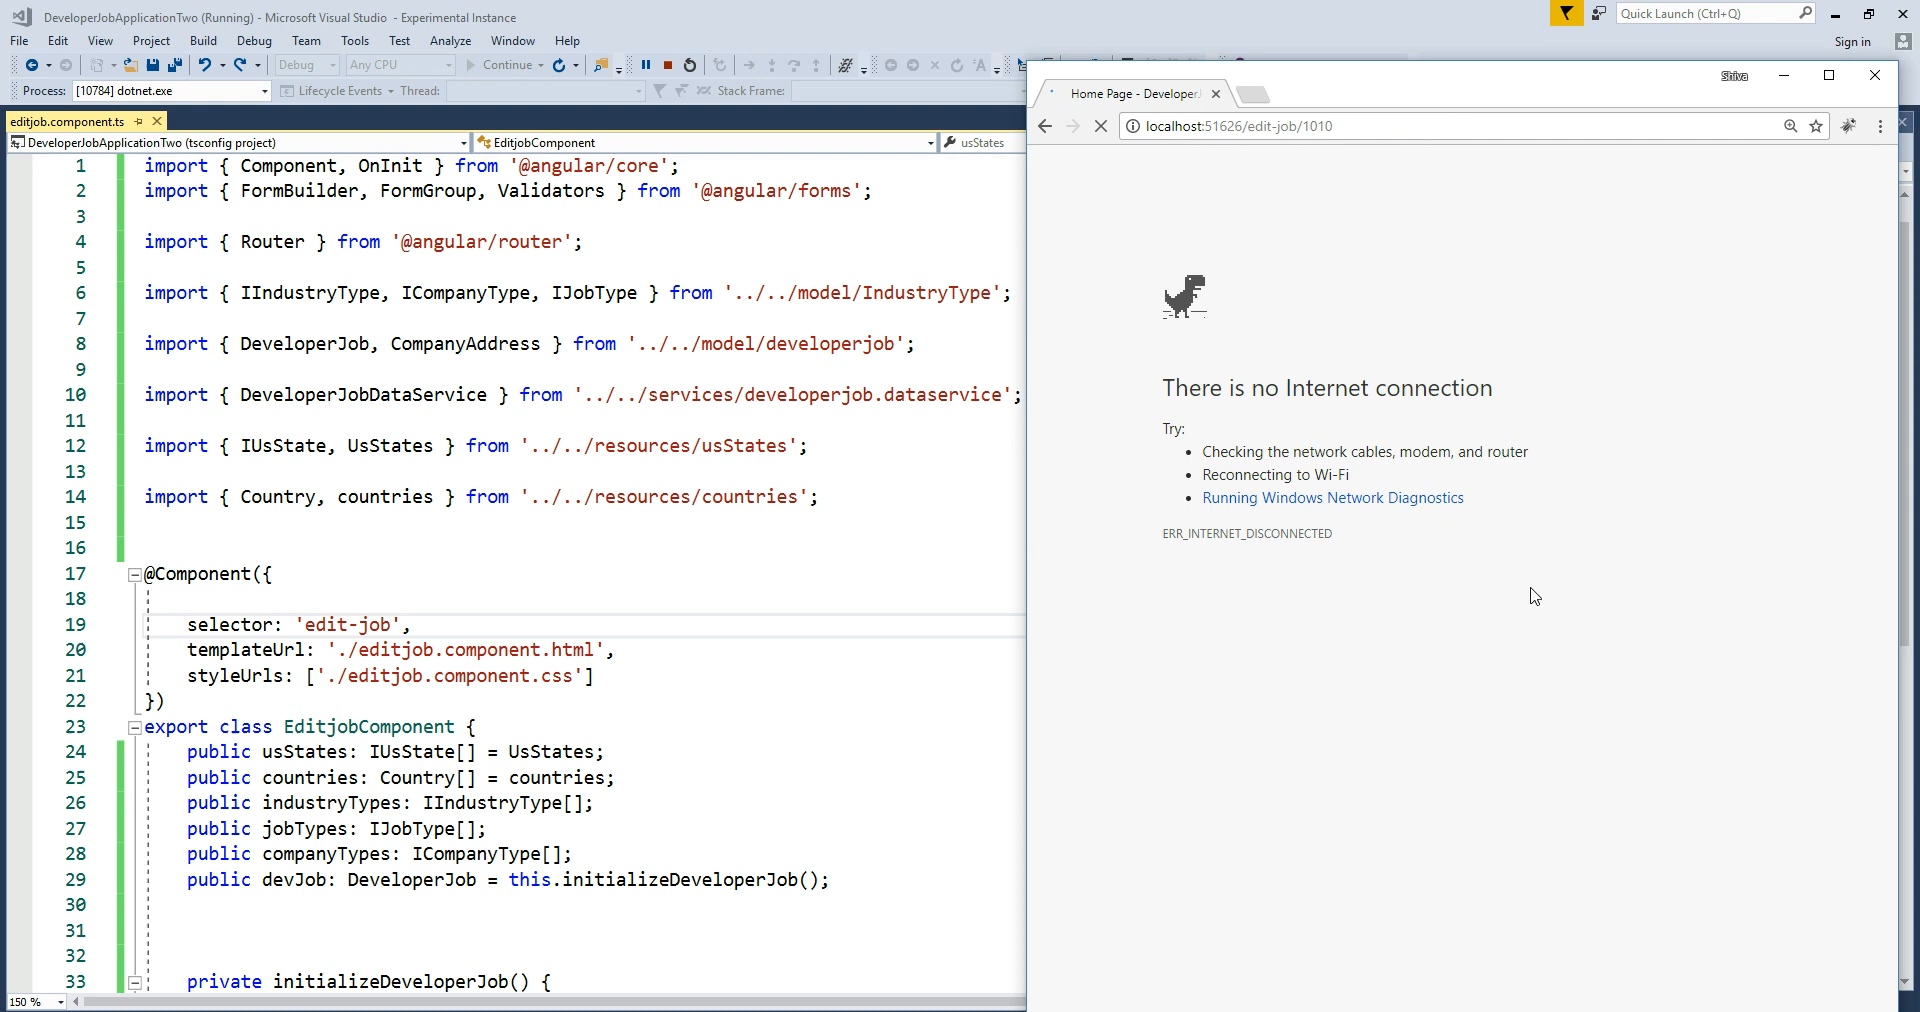 DeveloperJobApplicationTwo (Running) - Microsoft Visual Studio - Experimental Instance
Quick Launch (Ctrl+Q)
File Edit View Project Build Debug Team Tools Test Analyze Window Help
Sign in
Debug Any CPU Continue
Process: [10784] dotnet.exe Lifecycle Events Thread: Stack Frame:
editjob.component.ts
DeveloperJobApplicationTwo (tsconfig project) EditjobComponent usStates
1 import { Component, OnInit } from '@angular/core';
2 import { FormBuilder, FormGroup, Validators } from '@angular/forms';
3
4 import { Router } from '@angular/router';
5
6 import { IIndustryType, ICompanyType, IJobType } from '../../model/IndustryType';
7
8 import { DeveloperJob, CompanyAddress } from '../../model/developerjob';
9
10 import { DeveloperJobDataService } from '../../services/developerjob.dataservice';
11
12 import { IUsState, UsStates } from '../../resources/usStates';
13
14 import { Country, countries } from '../../resources/countries';
15
16
17 @Component({
18
19 selector: 'edit-job',
20 templateUrl: './editjob.component.html',
21 styleUrls: ['./editjob.component.css']
22 })
23 export class EditjobComponent {
24 public usStates: IUsState[] = UsStates;
25 public countries: Country[] = countries;
26 public industryTypes: IIndustryType[];
27 public jobTypes: IJobType[];
28 public companyTypes: ICompanyType[];
29 public devJob: DeveloperJob = this.initializeDeveloperJob();
30
31
32
33 private initializeDeveloperJob() {
150 %
Shiva
Home Page - Developer
localhost:51626/edit-job/1010
There is no Internet connection
Try:
• Checking the network cables, modem, and router
• Reconnecting to Wi-Fi
• Running Windows Network Diagnostics
ERR_INTERNET_DISCONNECTED